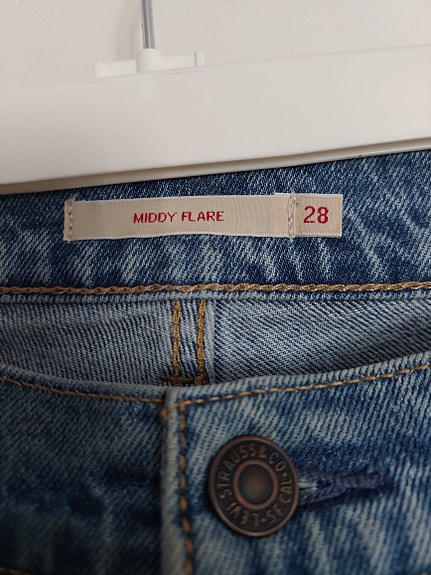 MIDDY FLARE 28
LEVI STRAUSS & CO.